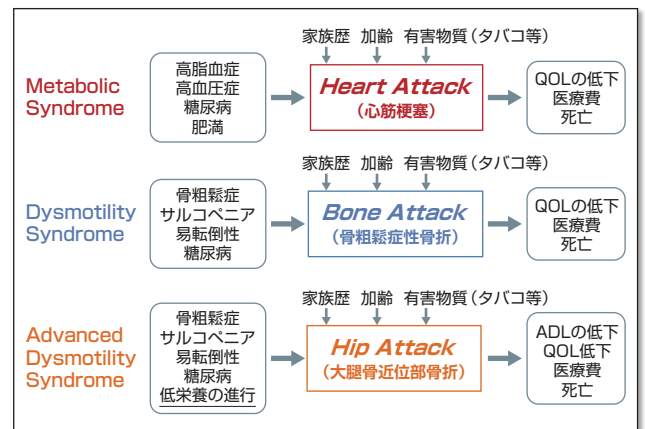 家族歴 加齢 有害物質(タバコ等)
Metabolic
Syndrome
高脂血症
高血圧症
糖尿病
肥満
Heart Attack
(心筋梗塞)
QOLの低下
医療費
死亡
家族歴 加齢 有害物質(タバコ等)
Dysmotility
Syndrome
骨粗鬆症
サルコペニア
易転倒性
糖尿病
Bone Attack
(骨粗鬆症性骨折)
QOLの低下
医療費
死亡
家族歴 加齢 有害物質(タバコ等)
Advanced
Dysmotility
Syndrome
骨粗鬆症
サルコペニア
易転倒性
糖尿病
低栄養の進行
Hip Attack
(大腿骨近位部骨折)
ADLの低下
QOL低下
医療費
死亡